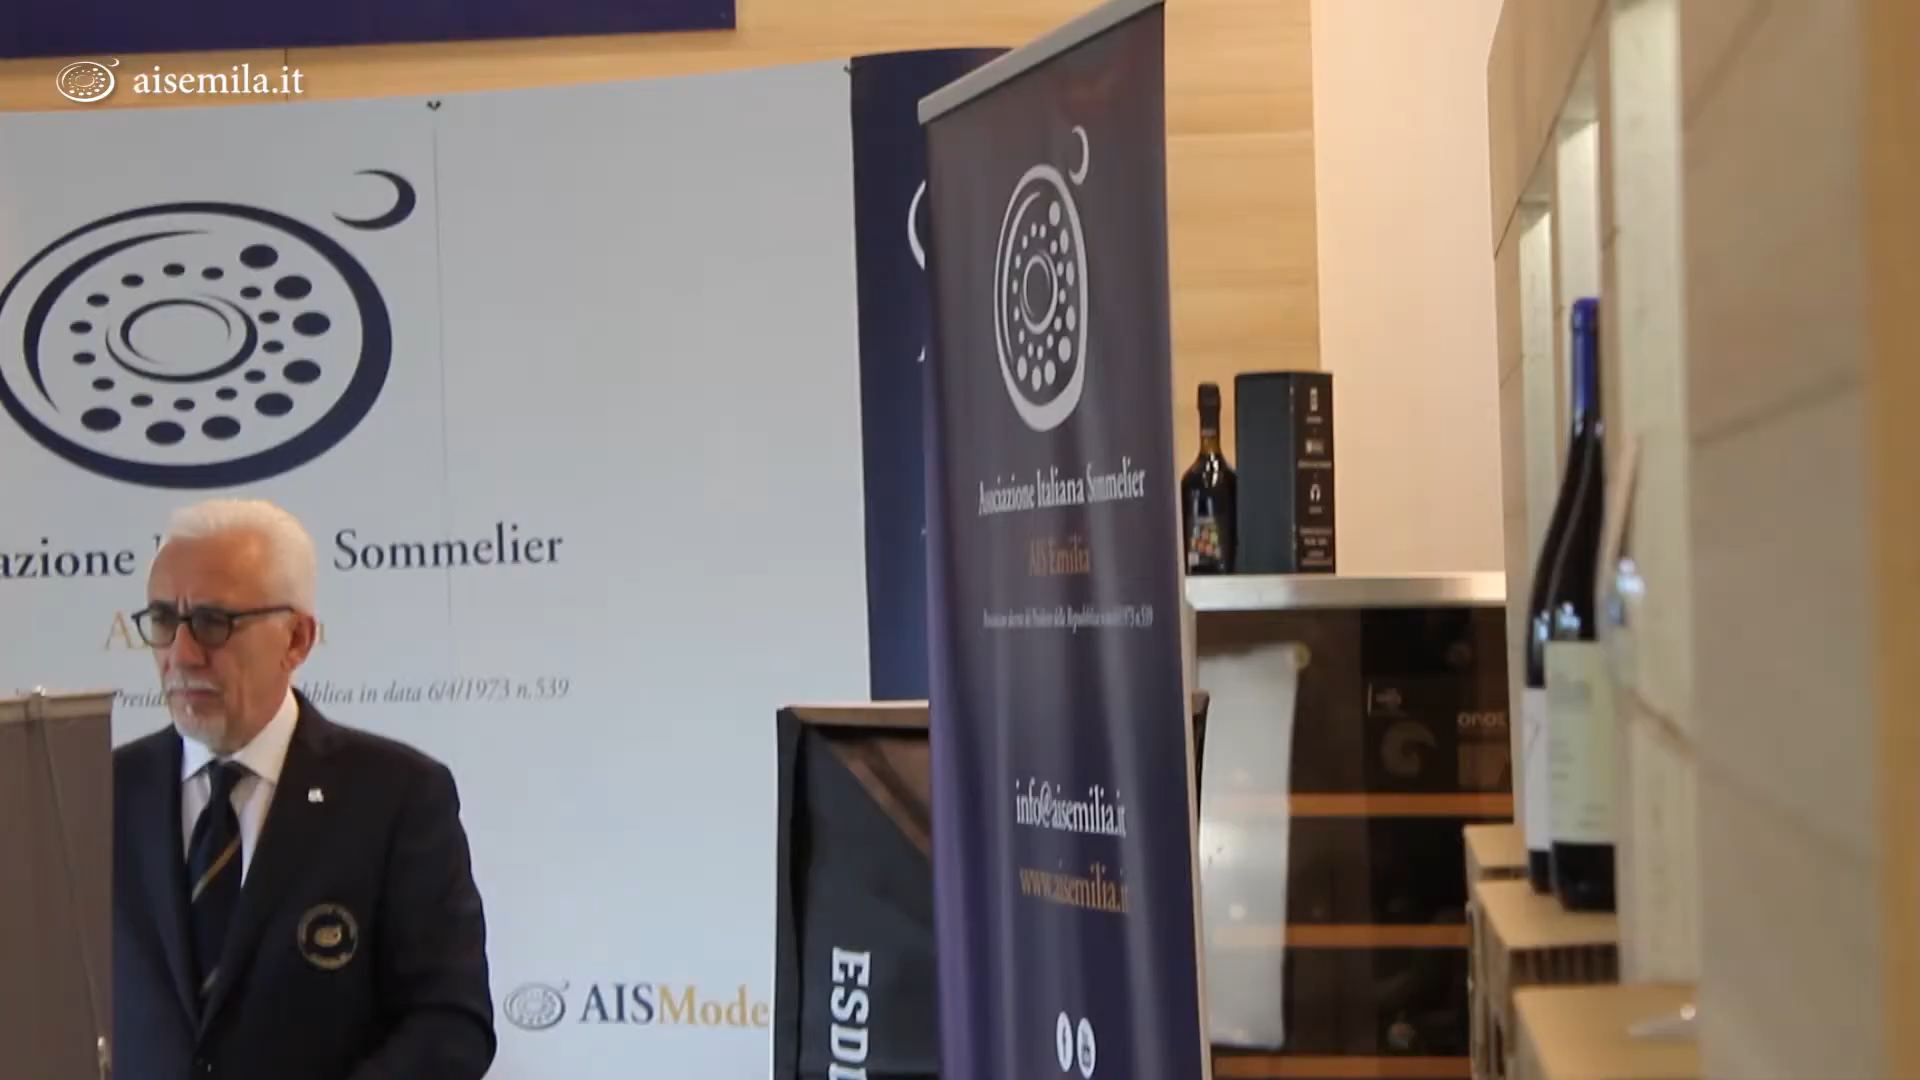 aisemila.it
azione
Sommelier
bblica in data 6/4/1973 n.539
AISMode
ESD
Associazione Italiana Sommelier
AIS Emilia
info@aisemilia.it
www.aisemilia.it